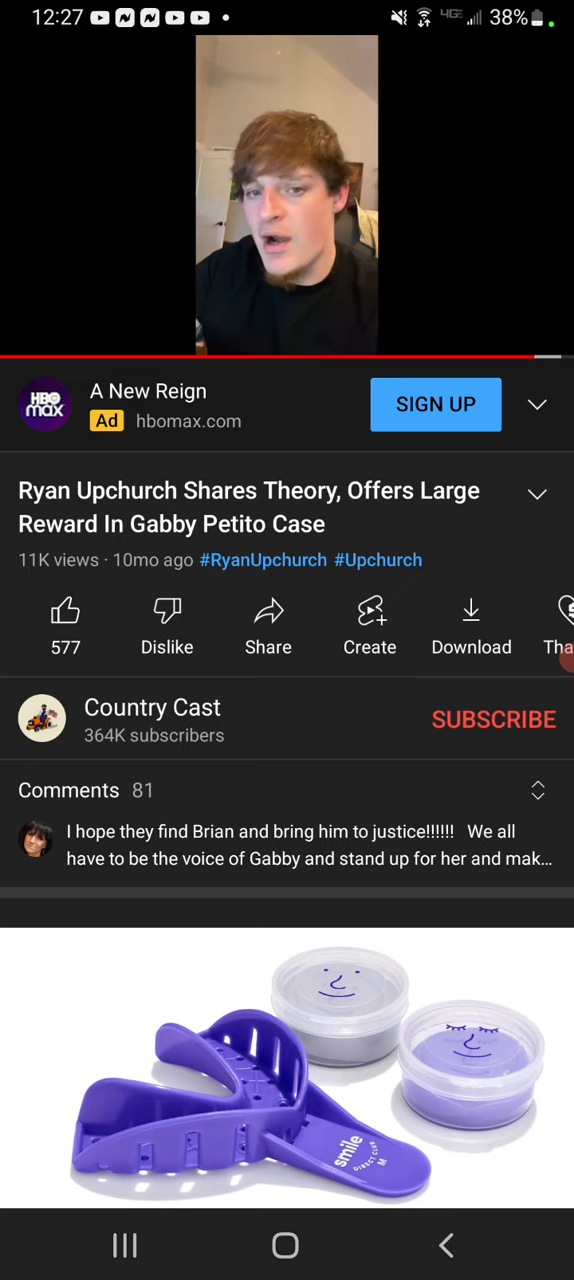 12:27
4GE
38%
HBO
max
A New Reign
Ad hbomax.com
SIGN UP
Ryan Upchurch Shares Theory, Offers Large
Reward In Gabby Petito Case
11K views · 10mo ago #RyanUpchurch #Upchurch
577
Dislike
Share
Create
Download
Tha
Country Cast
364K subscribers
SUBSCRIBE
Comments 81
I hope they find Brian and bring him to justice!!!!!! We all
have to be the voice of Gabby and stand up for her and mak...
smile
DIRECT CLUB
M